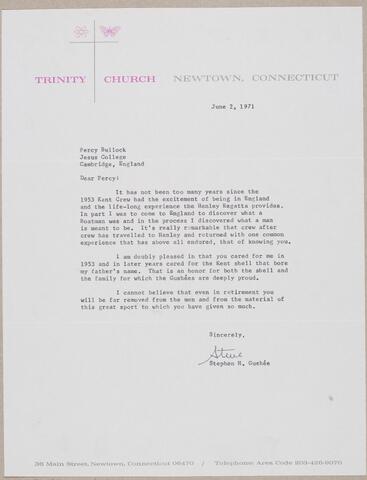 TRINITY CHURCH NEWTOWN, CONNECTICUT
June 2, 1971
Percy Bullock
Jesus College
Cambridge, England
Dear Percy:
It has not been too many years since the
1953 Kent Crew had the excitement of being in England
and the life-long experience the Henley Regatta provides.
In part I was to come to England to discover what a
Boatman was and in the process I discovered what a man
is meant to be. It's really remarkable that crew after
crew has travelled to Henley and returned with one common
experience that has above all endured, that of knowing you.
I am doubly pleased in that you cared for me in
1953 and in later years cared for the Kent shell that bore
my father's name. That is an honor for both the shell and
the family for which the Gushées are deeply proud.
I cannot believe that even in retirement you
will be far removed from the men and from the material of
this great sport to which you have given so much.
Sincerely,
Steve
Stephen H. Gushée
36 Main Street, Newtown, Connecticut 06470 / Telephone: Area Code 203-426-9070